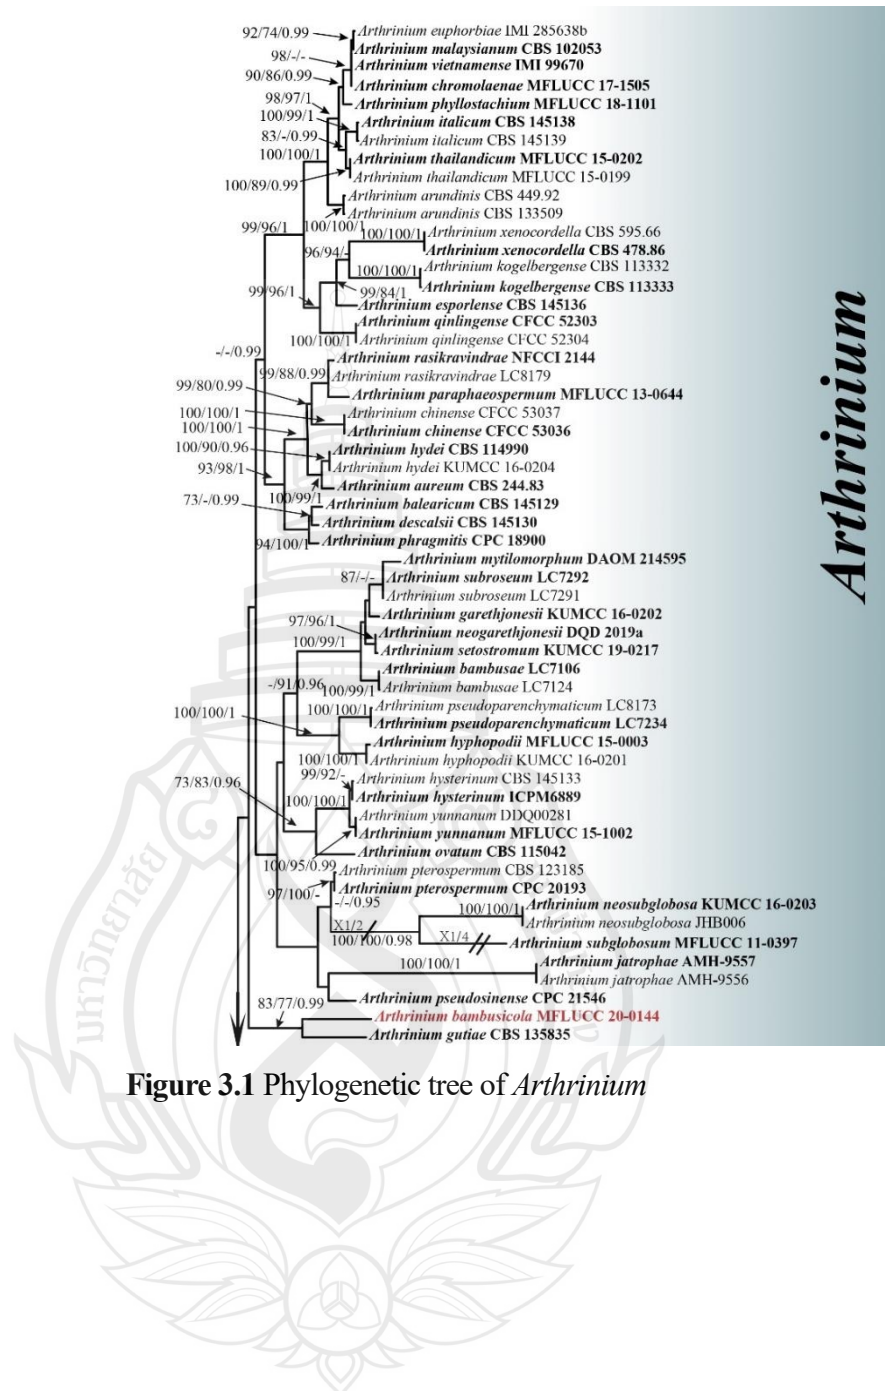 92/74/0.99
Arthrinium euphorbiae IMI 285638b
Arthrinium malaysianum CBS 102053
98/-/-
Arthrinium vietnamense IMI 99670
90/86/0.99
Arthrinium chromolaenae MFLUCC 17-1505
98/97/1
Arthrinium phyllostachium MFLUCC 18-1101
100/99/1
Arthrinium italicum CBS 145138
83/-/0.99
Arthrinium italicum CBS 145139
100/100/1
Arthrinium thailandicum MFLUCC 15-0202
100/89/0.99
Arthrinium thailandicum MFLUCC 15-0199
Arthrinium arundinis CBS 449.92
Arthrinium arundinis CBS 133509
99/96/1
100/100/1
100/100/1
Arthrinium xenocordella CBS 595.66
96/94/-
Arthrinium xenocordella CBS 478.86
100/100/1
Arthrinium kogelbergense CBS 113332
99/96/1
99/84/1
Arthrinium kogelbergense CBS 113333
Arthrinium esporlense CBS 145136
Arthrinium qinlingense CFCC 52303
100/100/1
Arthrinium qinlingense CFCC 52304
-/-/0.99
Arthrinium rasikravindrae NFCCI 2144
99/88/0.99
Arthrinium rasikravindrae LC8179
99/80/0.99
Arthrinium paraphaeospermum MFLUCC 13-0644
100/100/1
Arthrinium chinense CFCC 53037
100/100/1
Arthrinium chinense CFCC 53036
100/90/0.96
Arthrinium hydei CBS 114990
93/98/1
Arthrinium hydei KUMCC 16-0204
100/99/1
Arthrinium aureum CBS 244.83
73/-/0.99
Arthrinium balearicum CBS 145129
Arthrinium descalsii CBS 145130
94/100/1
Arthrinium phragmitis CPC 18900
Arthrinium mytilomorphum DAOM 214595
87/-/-
Arthrinium subroseum LC7292
Arthrinium subroseum LC7291
Arthrinium garethjonesii KUMCC 16-0202
97/96/1
Arthrinium neogarethjonesii DQD 2019a
100/99/1
Arthrinium setostromum KUMCC 19-0217
Arthrinium bambusae LC7106
-/91/0.96
100/99/1
Arthrinium bambusae LC7124
100/100/1
100/100/1
Arthrinium pseudoparenchymaticum LC8173
Arthrinium pseudoparenchymaticum LC7234
Arthrinium hyphopodii MFLUCC 15-0003
100/100/1
Arthrinium hyphopodii KUMCC 16-0201
73/83/0.96
99/92/-
Arthrinium hysterinum CBS 145133
100/100/1
Arthrinium hysterinum ICPM6889
Arthrinium yunnanum DDQ00281
Arthrinium yunnanum MFLUCC 15-1002
Arthrinium ovatum CBS 115042
100/95/0.99
Arthrinium pterospermum CBS 123185
97/100/-
Arthrinium pterospermum CPC 20193
-/-/0.95
100/100/1
Arthrinium neosubglobosa KUMCC 16-0203
X1/2
Arthrinium neosubglobosa JHB006
100/100/0.98
X1/4
Arthrinium subglobosum MFLUCC 11-0397
100/100/1
Arthrinium jatrophae AMH-9557
Arthrinium jatrophae AMH-9556
83/77/0.99
Arthrinium pseudosinense CPC 21546
Arthrinium bambusicola MFLUCC 20-0144
Arthrinium gutiae CBS 135835
Arthrinium
Figure 3.1 Phylogenetic tree of Arthrinium